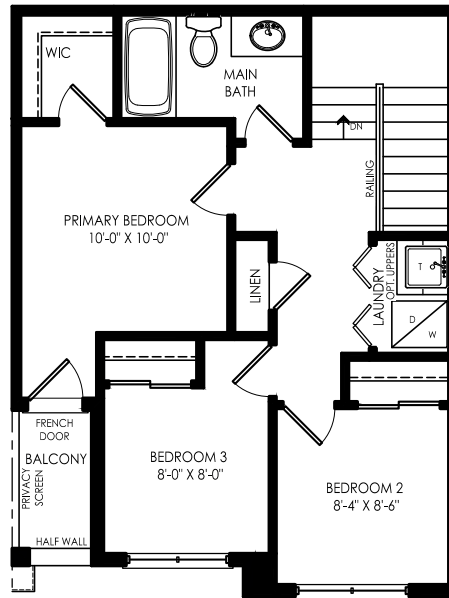 WIC
MAIN
BATH
DN
RAILING
PRIMARY BEDROOM
10'-0" X 10'-0"
LINEN
LAUNDRY
OPT. UPPERS
T
D
W
FRENCH
DOOR
BALCONY
PRIVACY
SCREEN
HALF WALL
BEDROOM 3
8'-0" X 8'-0"
BEDROOM 2
8'-4" X 8'-6"